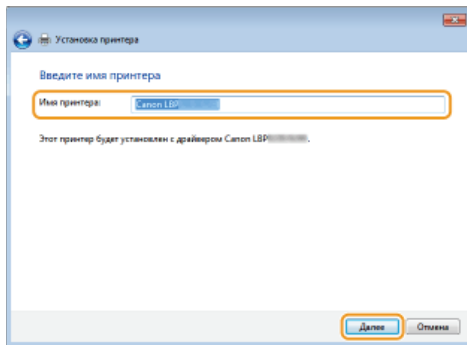 Установка принтера
Введите имя принтера
Имя принтера: Canon LBP
Этот принтер будет установлен с драйвером Canon LBP
Далее Отмена